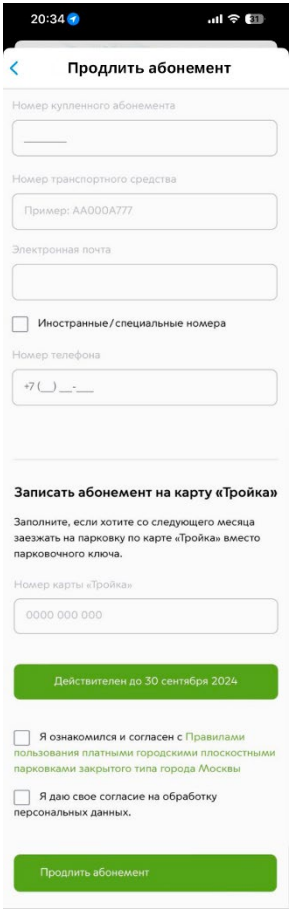 20:34
31
Продлить абонемент
Номер купленного абонемента
_______
Номер транспортного средства
Пример: АА000А777
Электронная почта
Иностранные/специальные номера
Номер телефона
+7 (__) __-___
Записать абонемент на карту «Тройка»
Заполните, если хотите со следующего месяца
заезжать на парковку по карте «Тройка» вместо
парковочного ключа.
Номер карты «Тройка»
0000 000 000
Действителен до 30 сентября 2024
Я ознакомился и согласен с Правилами
пользования платными городскими плоскостными
парковками закрытого типа города Москвы
Я даю свое согласие на обработку
персональных данных.
Продлить абонемент